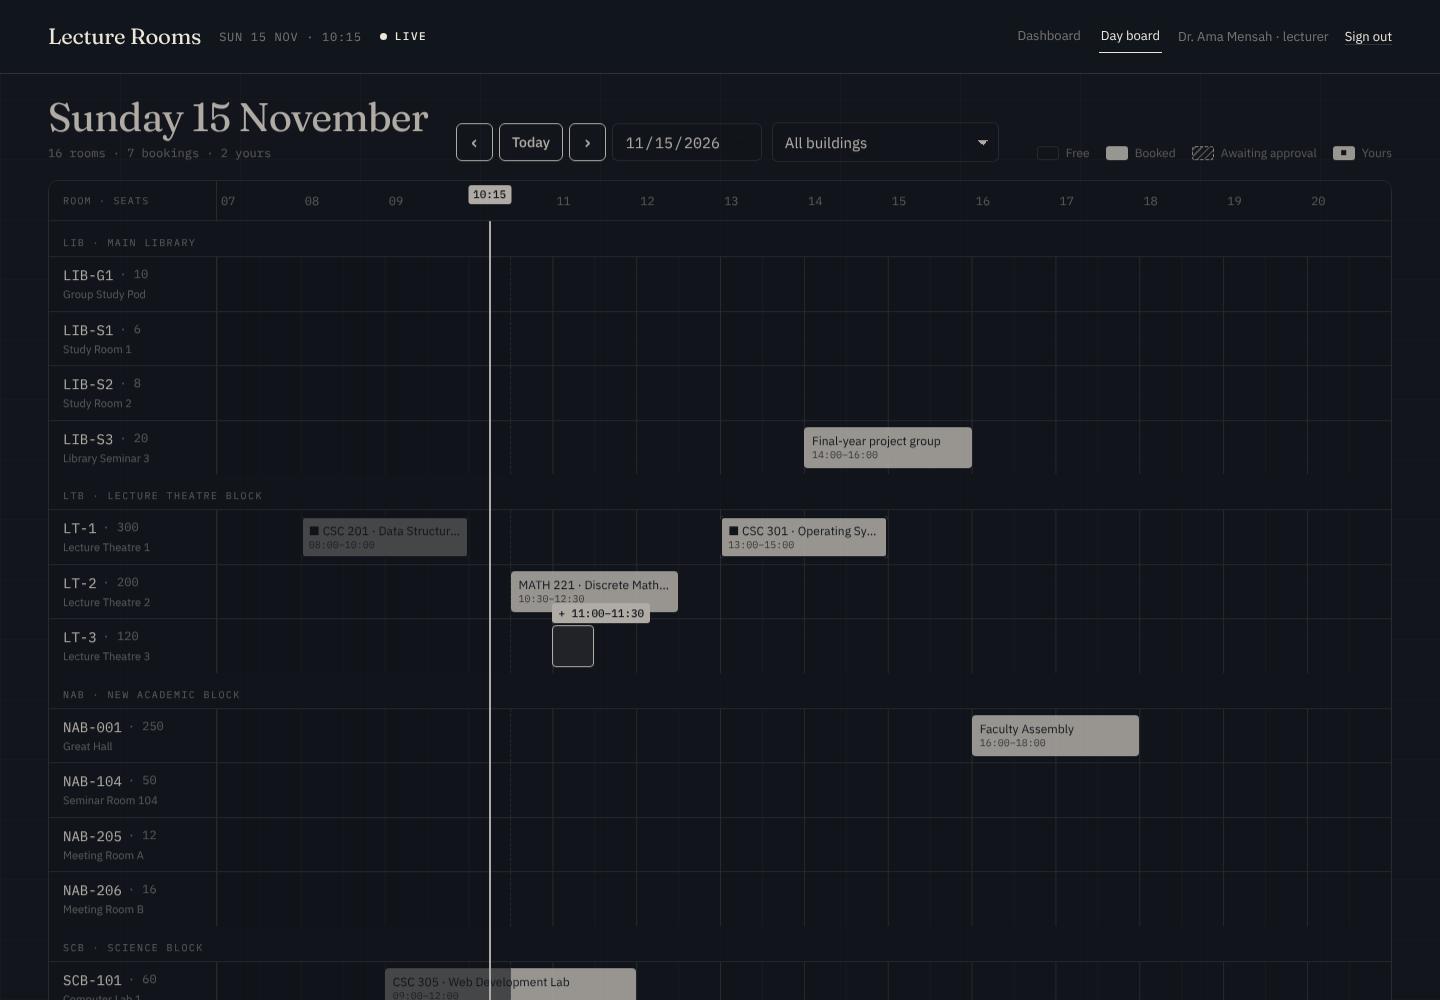 Lecture Rooms SUN 15 NOV · 10:15 LIVE Dashboard Day board Dr. Ama Mensah · lecturer Sign out
Sunday 15 November
16 rooms · 7 bookings · 2 yours
‹ Today › 11/15/2026 All buildings Free Booked Awaiting approval Yours
ROOM · SEATS 07 08 09 10:15 11 12 13 14 15 16 17 18 19 20
LIB · MAIN LIBRARY
LIB-G1 · 10
Group Study Pod
LIB-S1 · 6
Study Room 1
LIB-S2 · 8
Study Room 2
LIB-S3 · 20
Library Seminar 3
Final-year project group
14:00–16:00
LTB · LECTURE THEATRE BLOCK
LT-1 · 300
Lecture Theatre 1
CSC 201 · Data Structur…
08:00–10:00
CSC 301 · Operating Sy…
13:00–15:00
LT-2 · 200
Lecture Theatre 2
MATH 221 · Discrete Math…
10:30–12:30
+ 11:00–11:30
LT-3 · 120
Lecture Theatre 3
NAB · NEW ACADEMIC BLOCK
NAB-001 · 250
Great Hall
Faculty Assembly
16:00–18:00
NAB-104 · 50
Seminar Room 104
NAB-205 · 12
Meeting Room A
NAB-206 · 16
Meeting Room B
SCB · SCIENCE BLOCK
SCB-101 · 60
Computer Lab 1
CSC 305 · Web Development Lab
09:00–12:00